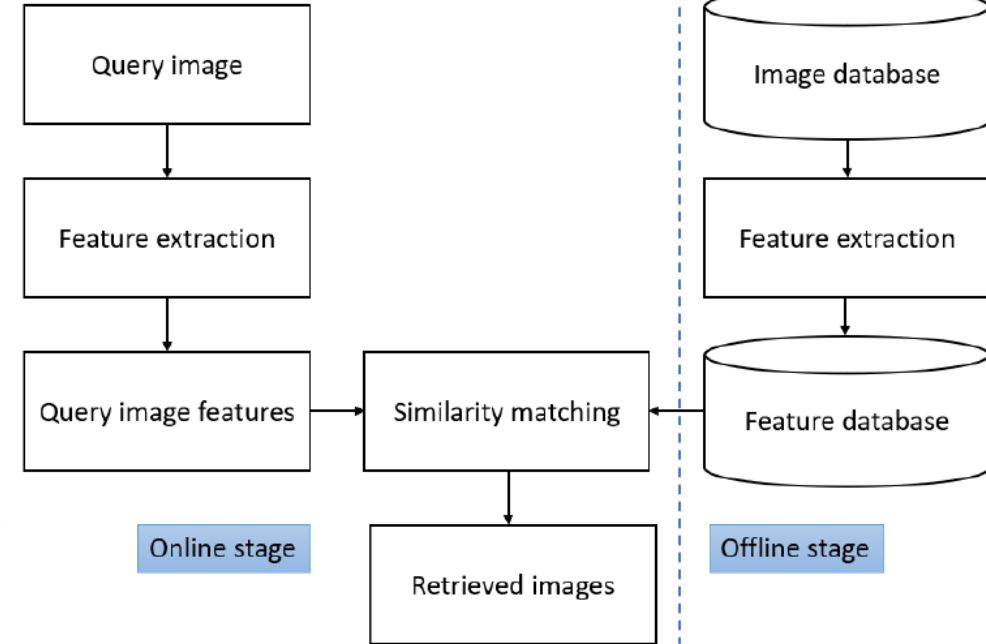 Query image
Image database
Feature extraction
Feature extraction
Query image features
Similarity matching
Feature database
Online stage
Offline stage
Retrieved images